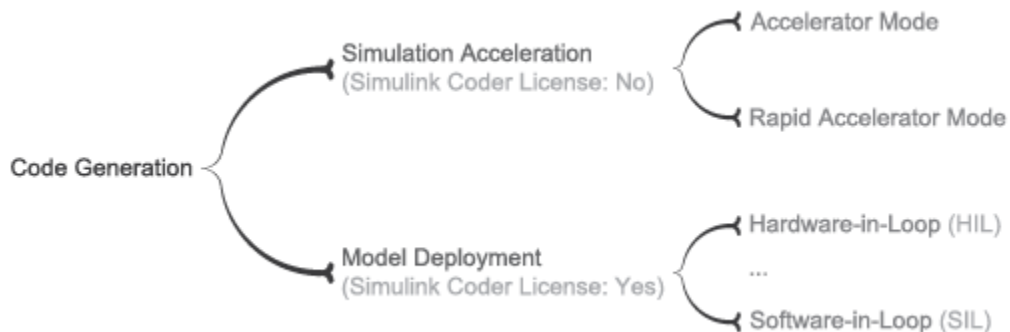 Code Generation
Simulation Acceleration
(Simulink Coder License: No)
Accelerator Mode
Rapid Accelerator Mode
Model Deployment
(Simulink Coder License: Yes)
Hardware-in-Loop (HIL)
...
Software-in-Loop (SIL)